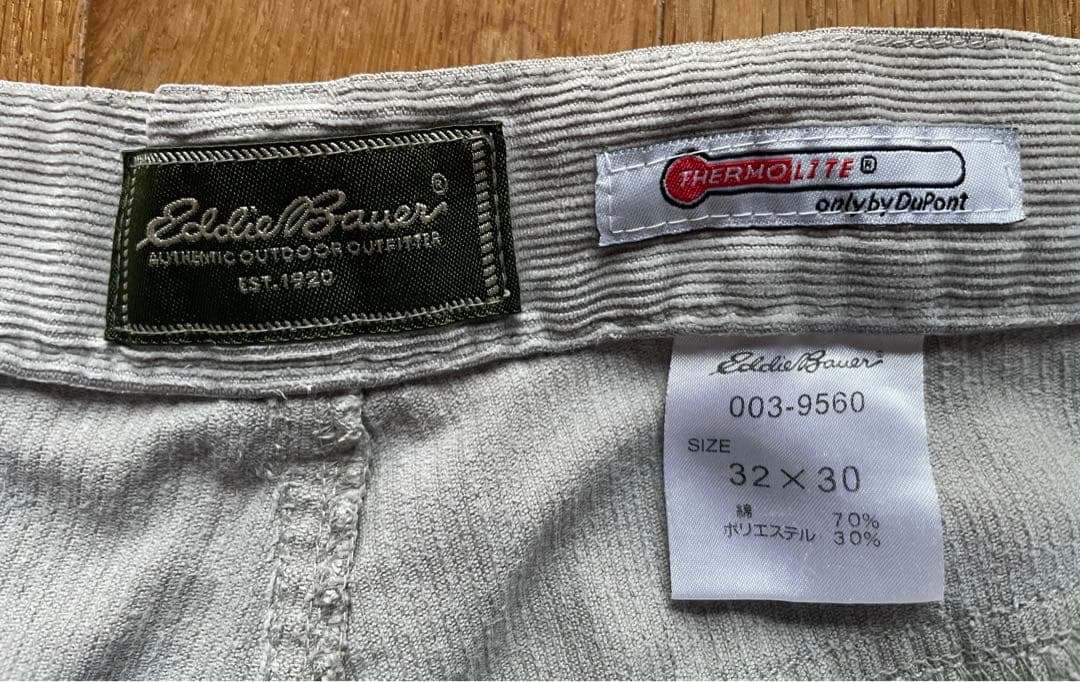 Eddie Bauer®
AUTHENTIC OUTDOOR OUTFITTER
EST. 1920
THERMOLITE®
only by DuPont
Eddie Bauer®
003-9560
SIZE
32×30
綿 70%
ポリエステル 30%